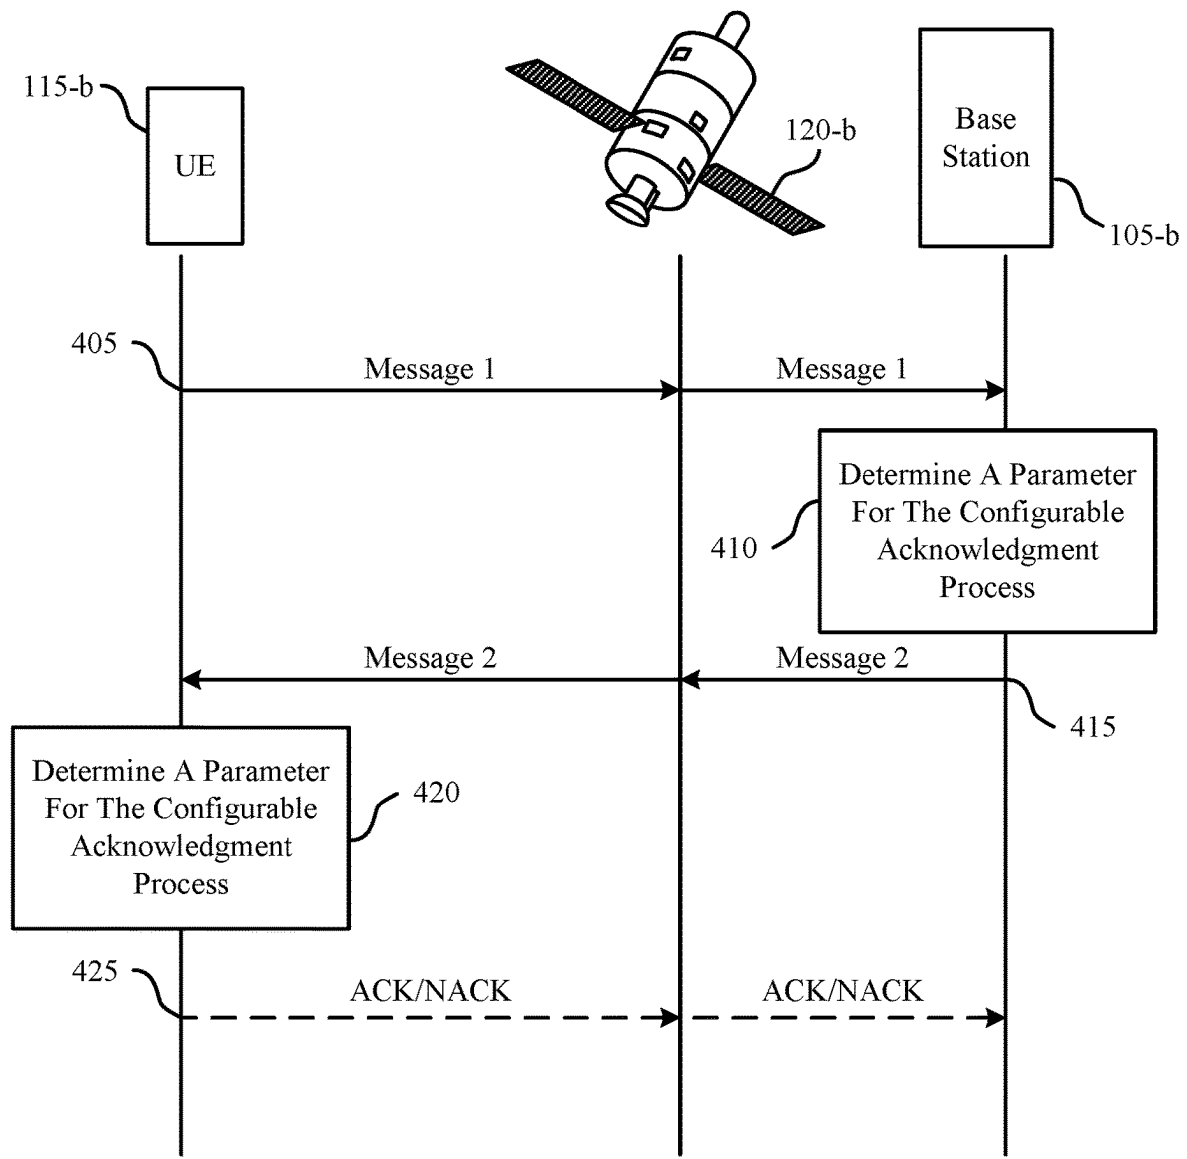 115-b
UE
120-b
Base
Station
105-b
405
Message 1
Message 1
Determine A Parameter
For The Configurable
Acknowledgment
Process
410
Message 2
Message 2
415
Determine A Parameter
For The Configurable
Acknowledgment
Process
420
425
ACK/NACK
ACK/NACK